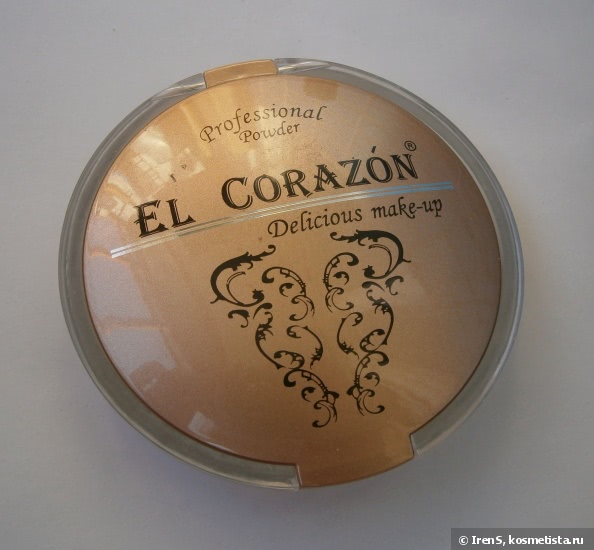 Professional
Powder
EL CORAZÓN®
Delicious make-up
© IrenS, kosmetista.ru